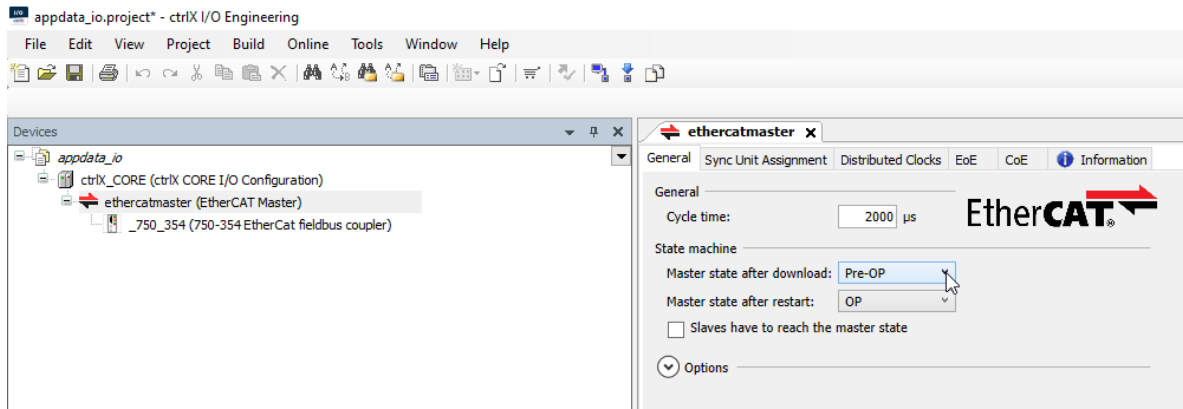 I/O
appdata_io.project* - ctrlX I/O Engineering
File Edit View Project Build Online Tools Window Help
Devices
appdata_io
ctrlX_CORE (ctrlX CORE I/O Configuration)
ethercatmaster (EtherCAT Master)
_750_354 (750-354 EtherCat fieldbus coupler)
ethercatmaster
General Sync Unit Assignment Distributed Clocks EoE CoE Information
General
Cycle time: 2000 µs
EtherCAT®
State machine
Master state after download: Pre-OP
Master state after restart: OP
Slaves have to reach the master state
Options